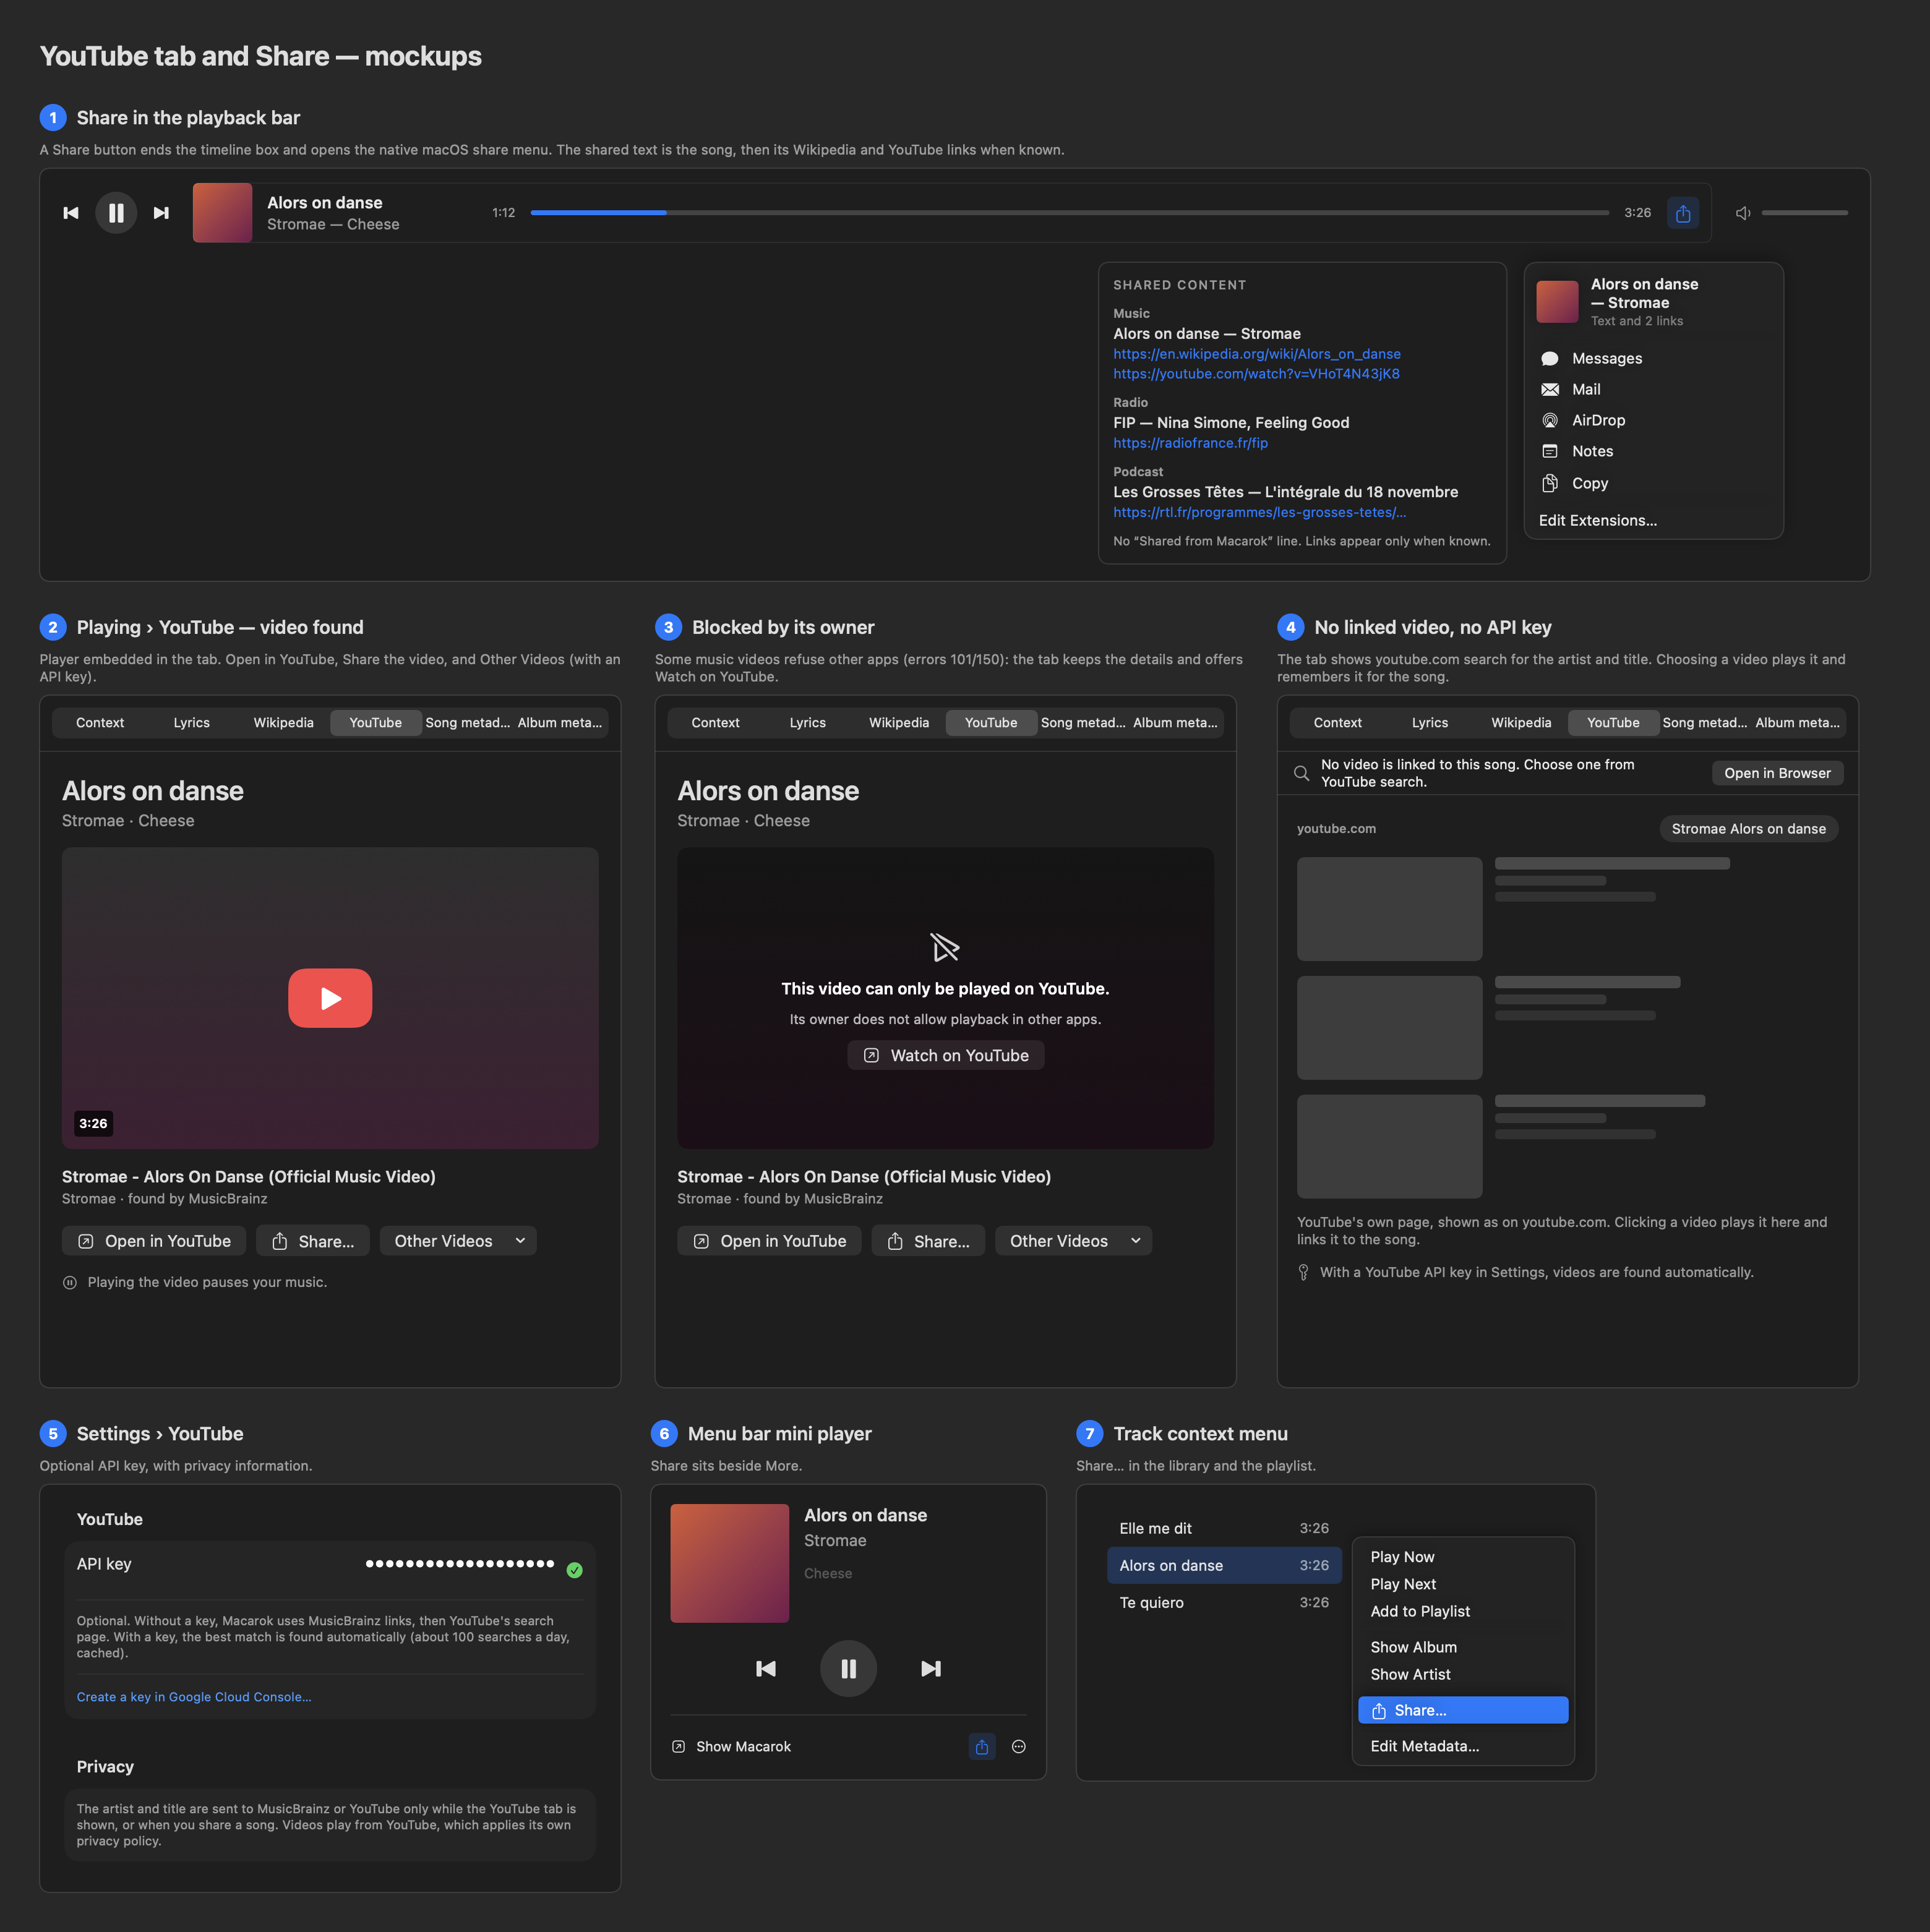 YouTube tab and Share — mockups
1 Share in the playback bar
A Share button ends the timeline box and opens the native macOS share menu. The shared text is the song, then its Wikipedia and YouTube links when known.
Alors on danse
Stromae — Cheese
1:12
3:26
SHARED CONTENT
Music
Alors on danse — Stromae
https://en.wikipedia.org/wiki/Alors_on_danse
https://youtube.com/watch?v=VHoT4N43jK8
Radio
FIP — Nina Simone, Feeling Good
https://radiofrance.fr/fip
Podcast
Les Grosses Têtes — L'intégrale du 18 novembre
https://rtl.fr/programmes/les-grosses-tetes/...
No “Shared from Macarok” line. Links appear only when known.
Alors on danse
— Stromae
Text and 2 links
Messages
Mail
AirDrop
Notes
Copy
Edit Extensions...
2 Playing › YouTube — video found
Player embedded in the tab. Open in YouTube, Share the video, and Other Videos (with an
API key).
Context Lyrics Wikipedia YouTube Song metad... Album meta...
Alors on danse
Stromae · Cheese
3:26
Stromae - Alors On Danse (Official Music Video)
Stromae · found by MusicBrainz
Open in YouTube Share... Other Videos
Playing the video pauses your music.
3 Blocked by its owner
Some music videos refuse other apps (errors 101/150): the tab keeps the details and offers
Watch on YouTube.
Context Lyrics Wikipedia YouTube Song metad... Album meta...
Alors on danse
Stromae · Cheese
This video can only be played on YouTube.
Its owner does not allow playback in other apps.
Watch on YouTube
Stromae - Alors On Danse (Official Music Video)
Stromae · found by MusicBrainz
Open in YouTube Share... Other Videos
4 No linked video, no API key
The tab shows youtube.com search for the artist and title. Choosing a video plays it and
remembers it for the song.
Context Lyrics Wikipedia YouTube Song metad... Album meta...
No video is linked to this song. Choose one from
YouTube search.
Open in Browser
youtube.com
Stromae Alors on danse
YouTube's own page, shown as on youtube.com. Clicking a video plays it here and
links it to the song.
With a YouTube API key in Settings, videos are found automatically.
5 Settings › YouTube
Optional API key, with privacy information.
YouTube
API key
Optional. Without a key, Macarok uses MusicBrainz links, then YouTube's search
page. With a key, the best match is found automatically (about 100 searches a day,
cached).
Create a key in Google Cloud Console...
Privacy
The artist and title are sent to MusicBrainz or YouTube only while the YouTube tab is
shown, or when you share a song. Videos play from YouTube, which applies its own
privacy policy.
6 Menu bar mini player
Share sits beside More.
Alors on danse
Stromae
Cheese
Show Macarok
7 Track context menu
Share... in the library and the playlist.
Elle me dit 3:26
Alors on danse 3:26
Te quiero 3:26
Play Now
Play Next
Add to Playlist
Show Album
Show Artist
Share...
Edit Metadata...